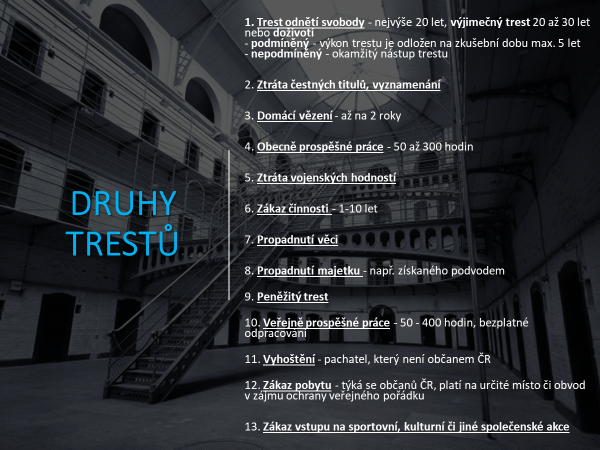 DRUHY
TRESTŮ
1. Trest odnětí svobody - nejvýše 20 let, výjimečný trest 20 až 30 let
nebo doživotí
- podmíněný - výkon trestu je odložen na zkušební dobu max. 5 let
- nepodmíněný - okamžitý nástup trestu
2. Ztráta čestných titulů, vyznamenání
3. Domácí vězení - až na 2 roky
4. Obecně prospěšné práce - 50 až 300 hodin
5. Ztráta vojenských hodností
6. Zákaz činnosti - 1-10 let
7. Propadnutí věci
8. Propadnutí majetku - např. získaného podvodem
9. Peněžitý trest
10. Veřejně prospěšné práce - 50 - 400 hodin, bezplatné
odpracování
11. Vyhoštění - pachatel, který není občanem ČR
12. Zákaz pobytu - týká se občanů ČR, platí na určité místo či obvod
v zájmu ochrany veřejného pořádku
13. Zákaz vstupu na sportovní, kulturní či jiné společenské akce